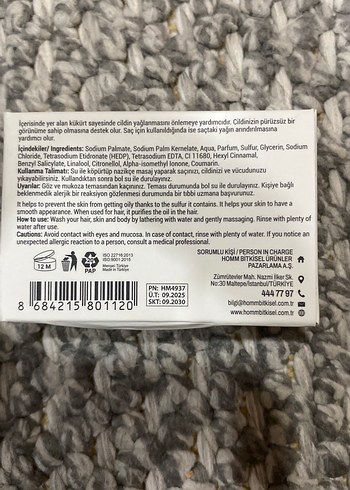 İçerisinde yer alan kükürt sayesinde cildin yağlanmasını önlemeye yardımcıdır. Cildinizin pürüzsüz bir
görünüme sahip olmasına destek olur. Saç için kullanıldığında ise saçtaki yağın arındırılmasına
yardımcı olur.
İçindekiler/ Ingredients: Sodium Palmate, Sodium Palm Kernelate, Aqua, Parfum, Sulfur, Glycerin, Sodium
Chloride, Tetrasodium Etidronate (HEDP), Tetrasodium EDTA, CI 11680, Hexyl Cinnamal,
Benzyl Salicylate, Linalool, Citronellol, Alpha-isomethyl Ionone, Coumarin.
Kullanma Talimatı: Su ile köpürtüp nazikçe masaj yaparak saçınızı, cildinizi ve vücudunuzu
yıkayabilirsiniz. Kullandıktan sonra bol su ile durulayınız.
Uyarılar: Göz ve mukoza temasından kaçınız. Teması durumunda bol su ile durulayınız. Kişiye bağlı
beklenmedik alerjik bir reaksiyon gözlenmesi durumunda bir tıbbi uzmana başvurunuz.
It helps to prevent the skin from getting oily thanks to the sulfur it contains. It helps your skin to have a
smooth appearance. When used for hair, it purifies the oil in the hair.
How to use: Wash your hair, skin and body by lathering with water and gently massaging. Rinse with plenty of
water after use.
Cautions: Avoid contact with eyes and mucosa. In case of contact, rinse with plenty of water. If you notice an
unexpected allergic reaction to a person, consult a medical professional.
12 M
20
PAP
ISO 22716:2013
ISO 9001:2015
Menşei: Türkiye
Made in Türkiye
SORUMLU KİŞİ / PERSON IN CHARGE
HOMM BİTKİSEL ÜRÜNLER
PAZARLAMA A.Ş.
Zümrütevler Mah. Nazmi İlker Sk.
No:30 Maltepe/İstanbul/TÜRKİYE
444 77 97
bilgi@hommbitkisel.com.tr
www.hommbitkisel.com.tr
8 684215 801120
PN: HM4937
Ü.T: 09.2025
SKT: 09.2030